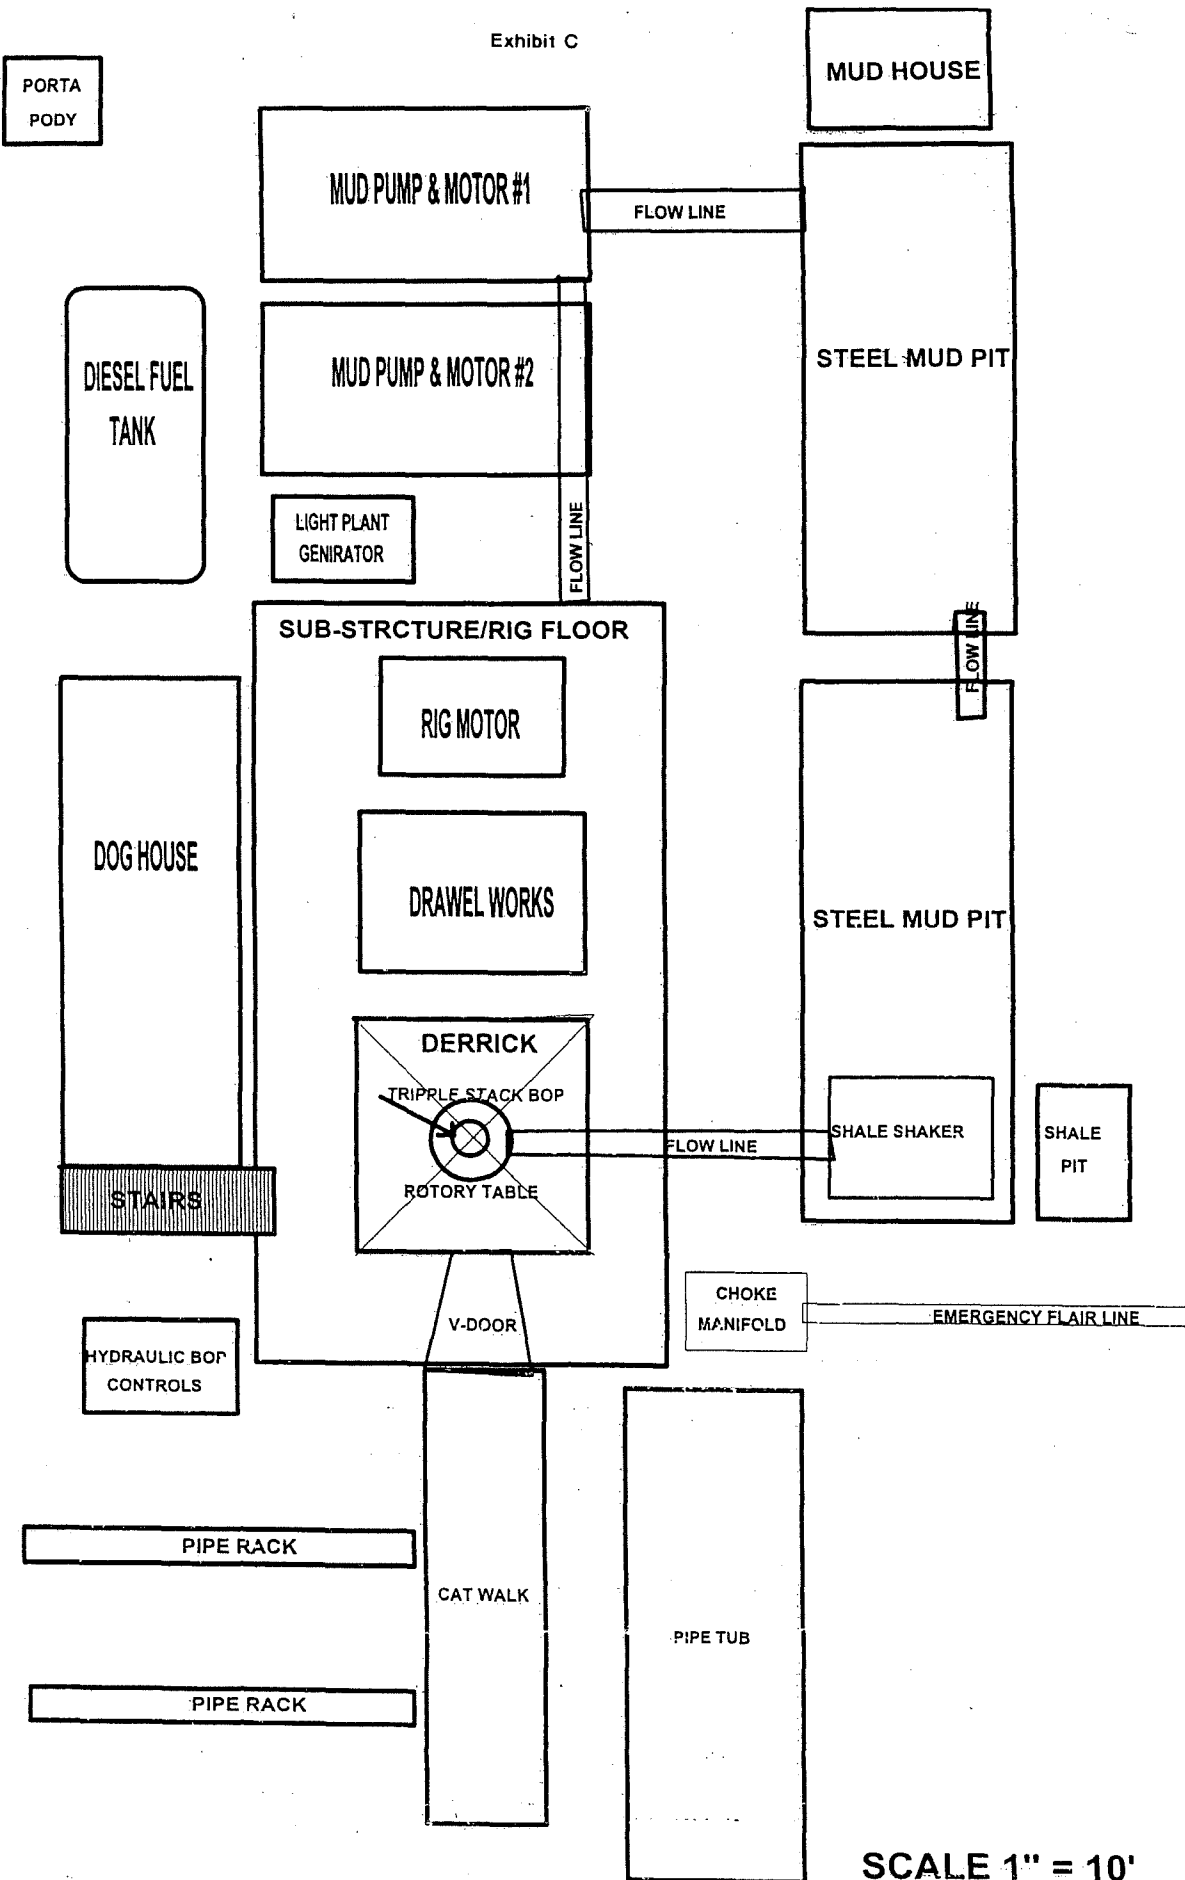 Exhibit C
MUD HOUSE
PORTA
PODY
MUD PUMP & MOTOR #1
FLOW LINE
STEEL MUD PIT
DIESEL FUEL
TANK
MUD PUMP & MOTOR #2
LIGHT PLANT
GENIRATOR
FLOW LINE
SUB-STRCTURE/RIG FLOOR
FLOW LINE
RIG MOTOR
DOG HOUSE
DRAWEL WORKS
STEEL MUD PIT
DERRICK
TRIPPLE STACK BOP
FLOW LINE
SHALE SHAKER
SHALE
PIT
ROTORY TABLE
STAIRS
CHOKE
MANIFOLD
EMERGENCY FLAIR LINE
V-DOOR
HYDRAULIC BOP
CONTROLS
PIPE RACK
CAT WALK
PIPE TUB
PIPE RACK
SCALE 1" = 10'